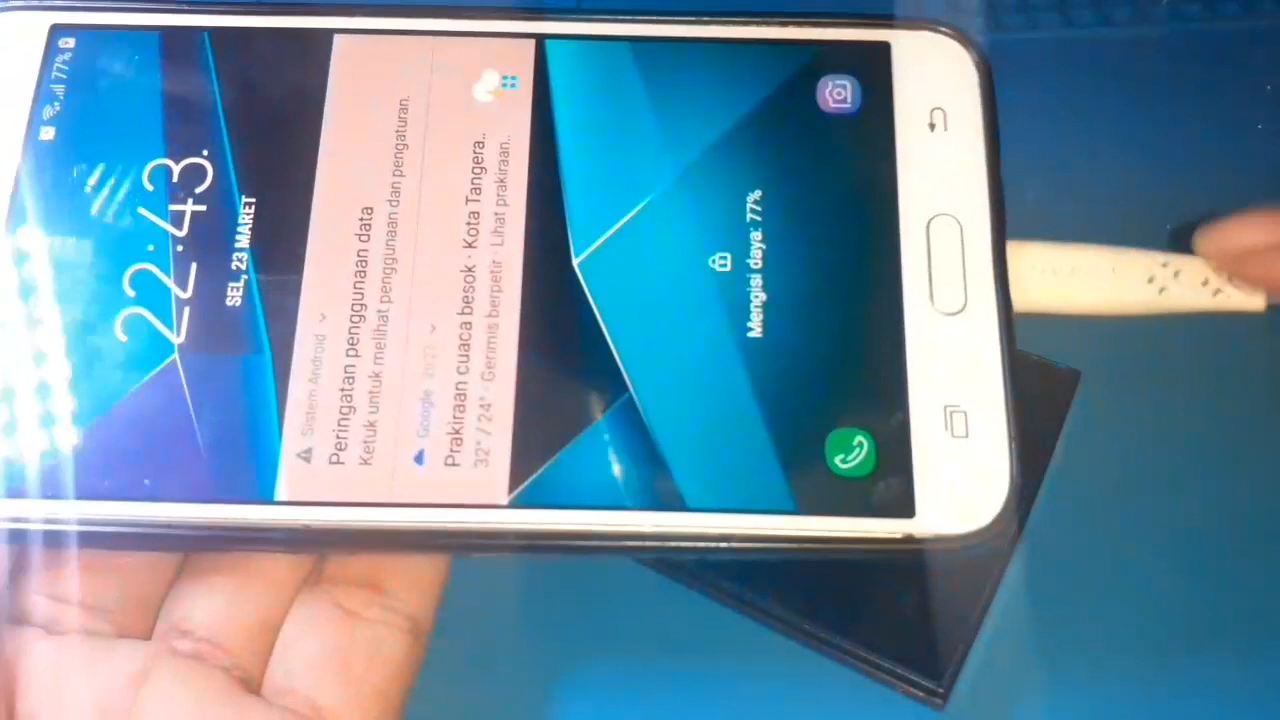 77%
22:43
SEL, 23 MARET
Sistem Android
Peringatan penggunaan data
Ketuk untuk melihat penggunaan dan pengaturan.
Google
Prakiraan cuaca besok · Kota Tangera..
32° / 24° · Gerimis berpetir · Lihat prakiraan..
Mengisi daya: 77%